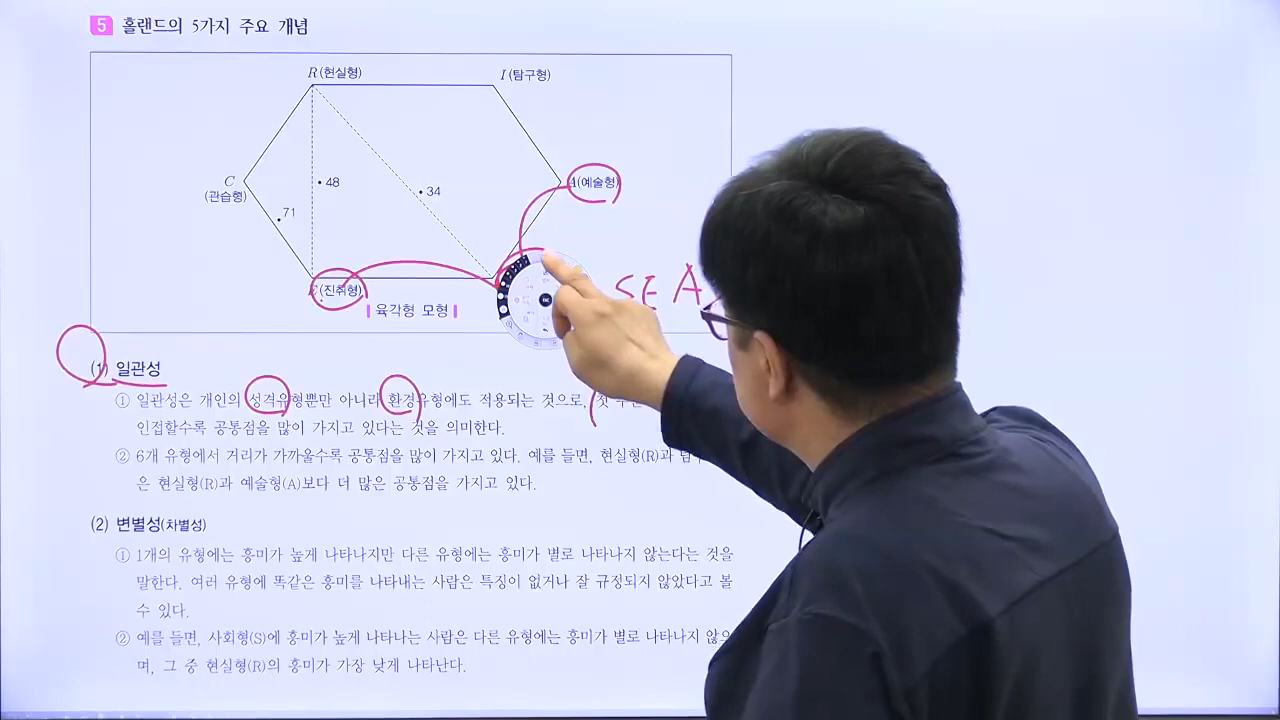 5 홀랜드의 5가지 주요 개념
R(현실형) I(탐구형)
C A(예술형)
(관습형)
48
34
71
E(진취형)
육각형 모형
SEA
(1) 일관성
① 일관성은 개인의 성격유형뿐만 아니라 환경유형에도 적용되는 것으로, 첫
인접할수록 공통점을 많이 가지고 있다는 것을 의미한다.
② 6개 유형에서 거리가 가까울수록 공통점을 많이 가지고 있다. 예를 들면, 현실형(R)과
은 현실형(R)과 예술형(A)보다 더 많은 공통점을 가지고 있다.
(2) 변별성(차별성)
① 1개의 유형에는 흥미가 높게 나타나지만 다른 유형에는 흥미가 별로 나타나지 않는다는 것을
말한다. 여러 유형에 똑같은 흥미를 나타내는 사람은 특징이 없거나 잘 규정되지 않았다고 볼
수 있다.
② 예를 들면, 사회형(S)에 흥미가 높게 나타나는 사람은 다른 유형에는 흥미가 별로 나타나지 않으
며, 그 중 현실형(R)의 흥미가 가장 낮게 나타난다.